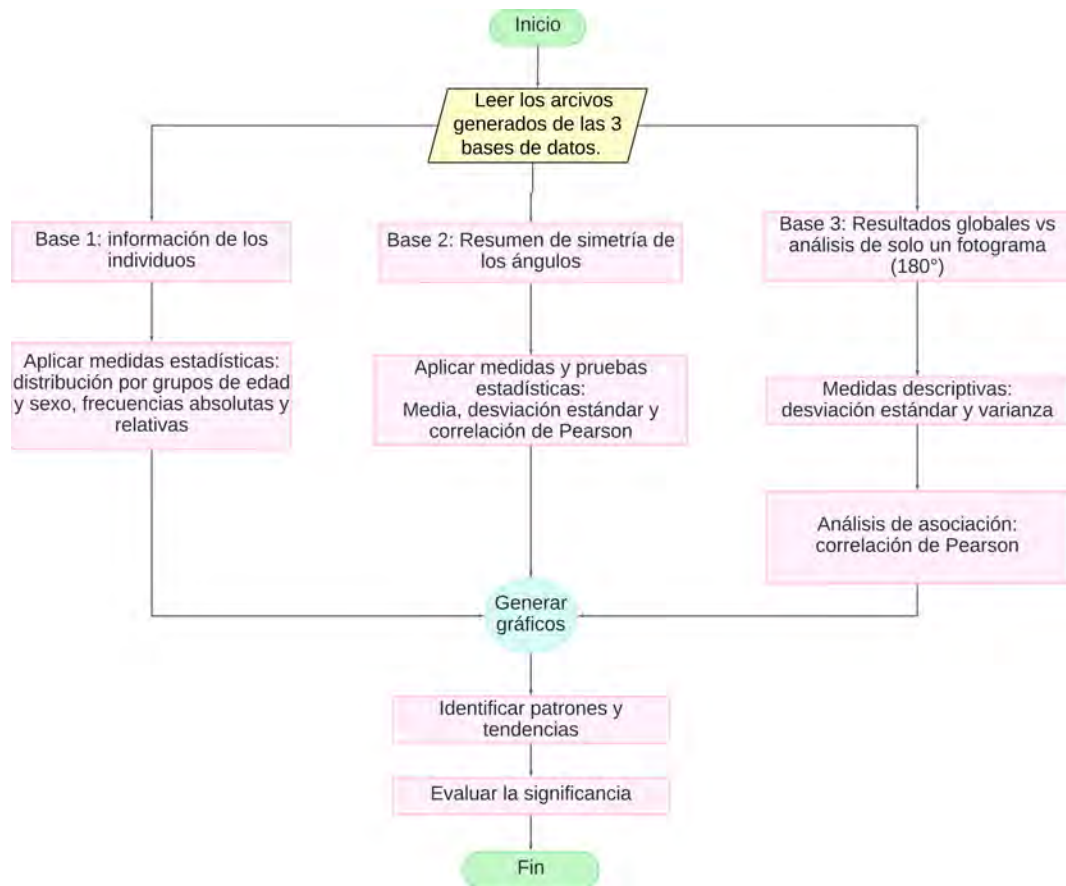 Inicio
Leer los arcivos
generados de las 3
bases de datos.
Base 1: información de los
individuos
Aplicar medidas estadísticas:
distribución por grupos de edad
y sexo, frecuencias absolutas y
relativas
Base 2: Resumen de simetría de
los ángulos
Aplicar medidas y pruebas
estadísticas:
Media, desviación estándar y
correlación de Pearson
Base 3: Resultados globales vs
análisis de solo un fotograma
(180°)
Medidas descriptivas:
desviación estándar y varianza
Análisis de asociación:
correlación de Pearson
Generar
gráficos
Identificar patrones y
tendencias
Evaluar la significancia
Fin